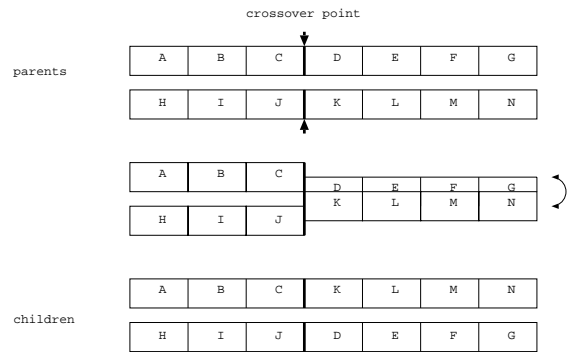 crossover point
A B C D E F G
parents
H I J K L M N
A B C
D E F G
K L M N
H I J
A B C K L M N
children
H I J D E F G